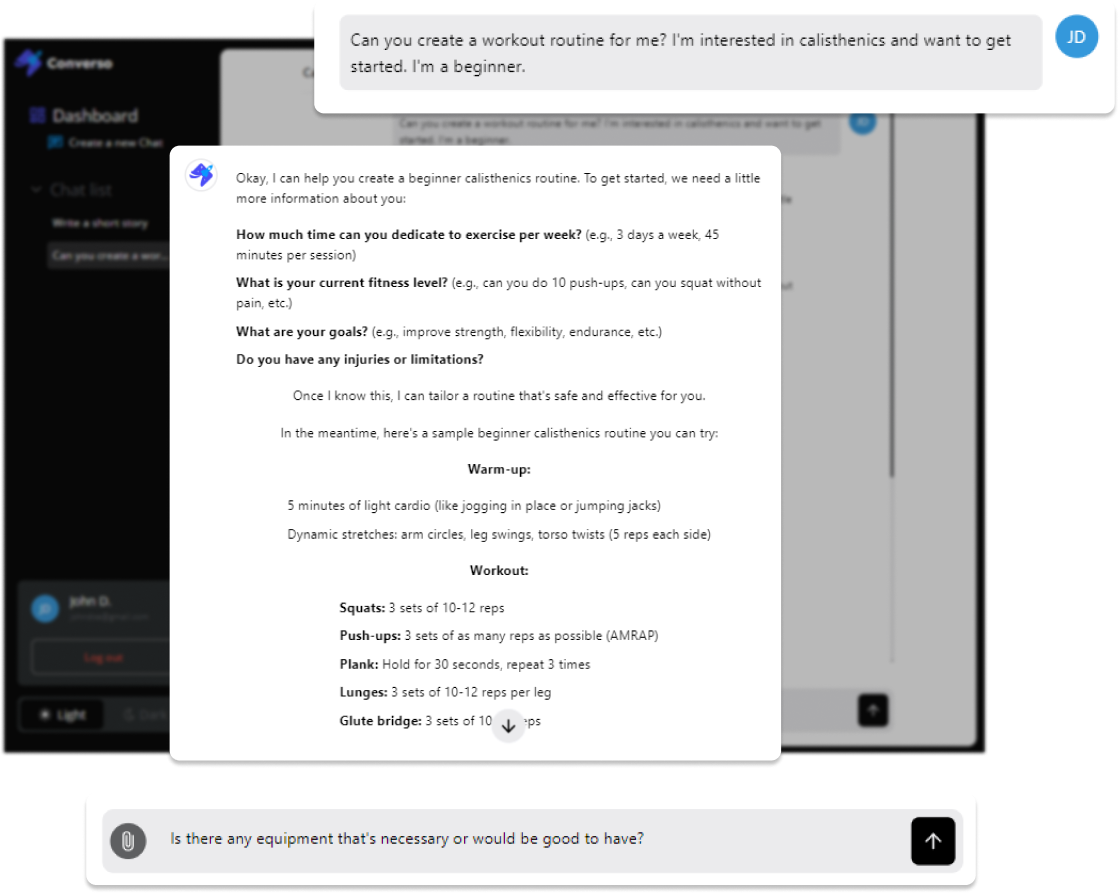 Can you create a workout routine for me? I'm interested in calisthenics and want to get
started. I'm a beginner.
JD
Converso
Dashboard
Create a new Chat
Chat list
Write a short story
Can you create a wor...
Can you create a workout routine for me? I'm interested in calisthenics and want to get
started. I'm a beginner.
Okay, I can help you create a beginner calisthenics routine. To get started, we need a little
more information about you:
How much time can you dedicate to exercise per week? (e.g., 3 days a week, 45
minutes per session)
What is your current fitness level? (e.g., can you do 10 push-ups, can you squat without
pain, etc.)
What are your goals? (e.g., improve strength, flexibility, endurance, etc.)
Do you have any injuries or limitations?
Once I know this, I can tailor a routine that's safe and effective for you.
In the meantime, here's a sample beginner calisthenics routine you can try:
Warm-up:
5 minutes of light cardio (like jogging in place or jumping jacks)
Dynamic stretches: arm circles, leg swings, torso twists (5 reps each side)
Workout:
Squats: 3 sets of 10-12 reps
Push-ups: 3 sets of as many reps as possible (AMRAP)
Plank: Hold for 30 seconds, repeat 3 times
Lunges: 3 sets of 10-12 reps per leg
Glute bridge: 3 sets of 10
John D.
Log out
Light
Dark
Is there any equipment that's necessary or would be good to have?